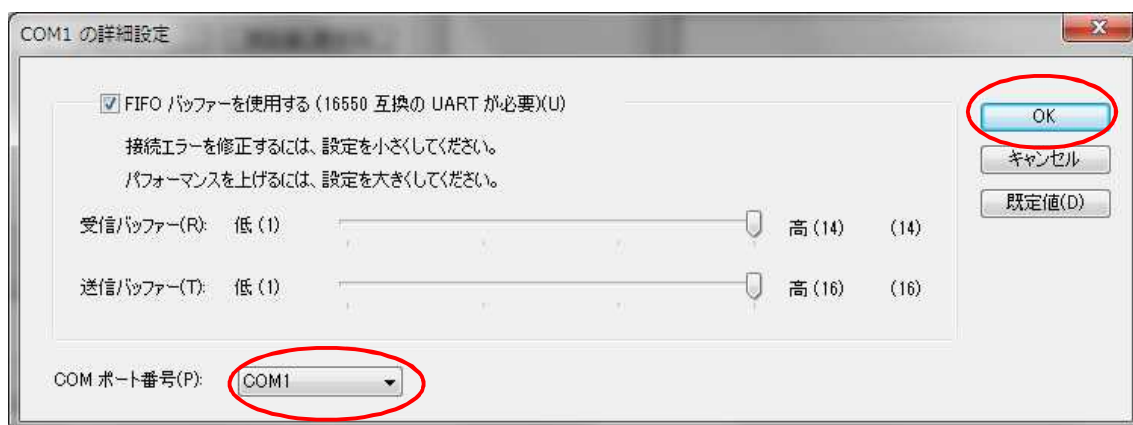 COM1 の詳細設定
FIFO バッファーを使用する (16550 互換の UART が必要)(U)
接続エラーを修正するには、設定を小さくしてください。
パフォーマンスを上げるには、設定を大きくしてください。
受信バッファー(R): 低 (1) 高 (14) (14)
送信バッファー(T): 低 (1) 高 (16) (16)
COM ポート番号(P): COM1
OK
キャンセル
既定値(D)